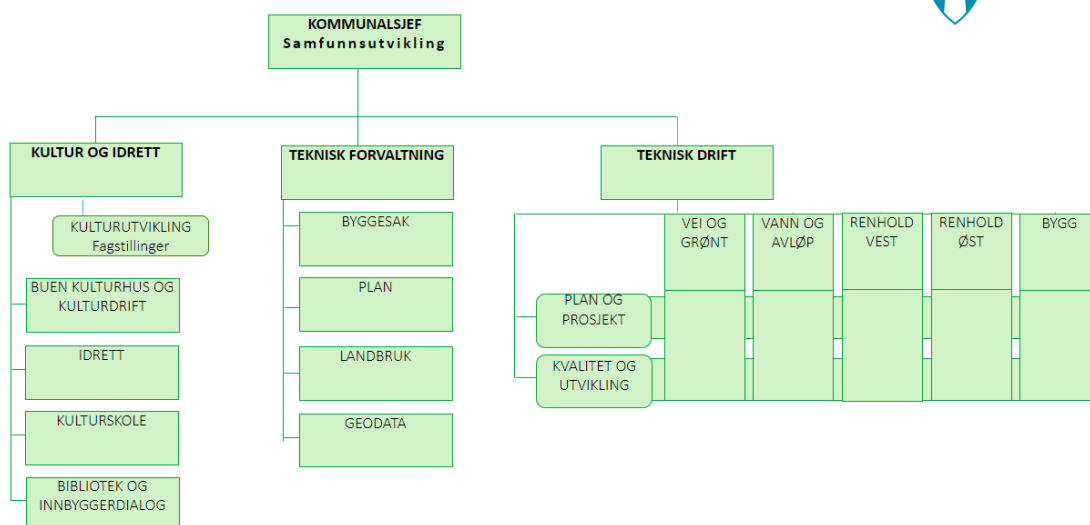 KOMMUNALSJEF
Samfunnsutvikling
KULTUR OG IDRETT
KULTURUTVIKLING
Fagstillinger
BUEN KULTURHUS OG
KULTURDRIFT
IDRETT
KULTURSKOLE
BIBLIOTEK OG
INNBYGGERDIALOG
TEKNISK FORVALTNING
BYGGESAK
PLAN
LANDBRUK
GEODATA
TEKNISK DRIFT
VEI OG
GRØNT
VANN OG
AVLØP
RENHOLD
VEST
RENHOLD
ØST
BYGG
PLAN OG
PROSJEKT
KVALITET OG
UTVIKLING